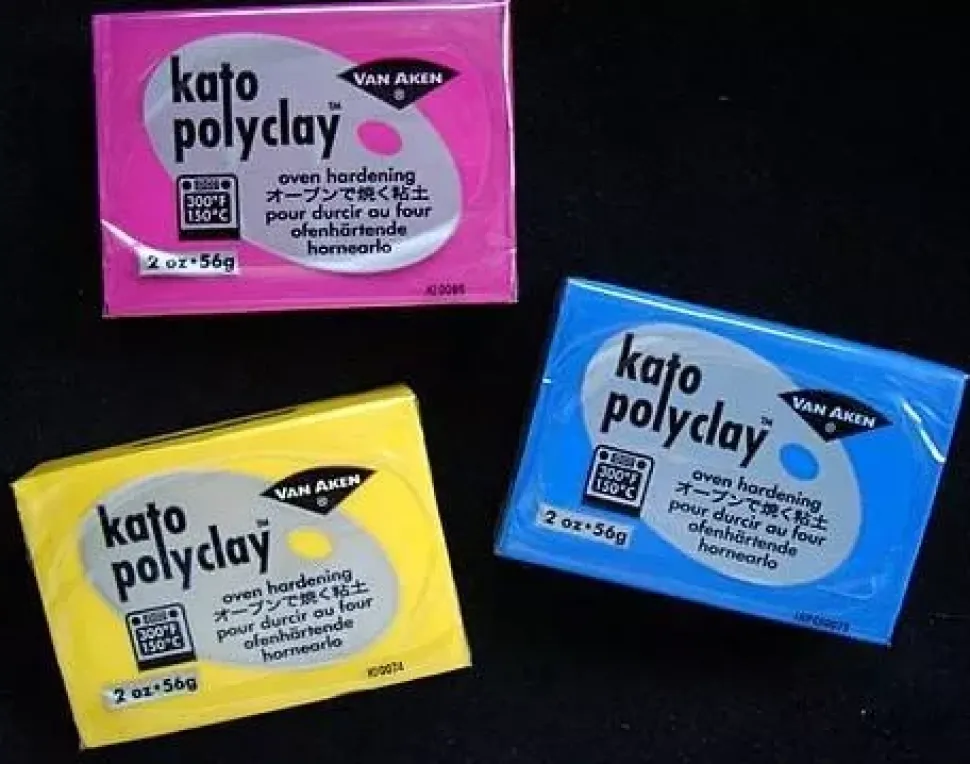 kato
polyclay™
VAN AKEN
®
oven hardening
オーブンで焼く粘土
pour durcir au four
ofenhärtende
hornearlo
300°F
150°C
2 oz•56g
kato
polyclay™
VAN AKEN
®
oven hardening
オーブンで焼く粘土
pour durcir au four
ofenhärtende
hornearlo
300°F
150°C
2 oz•56g
kato
polyclay™
VAN AKEN
®
oven hardening
オーブンで焼く粘土
pour durcir au four
ofenhärtende
hornearlo
300°F
150°C
2 oz•56g